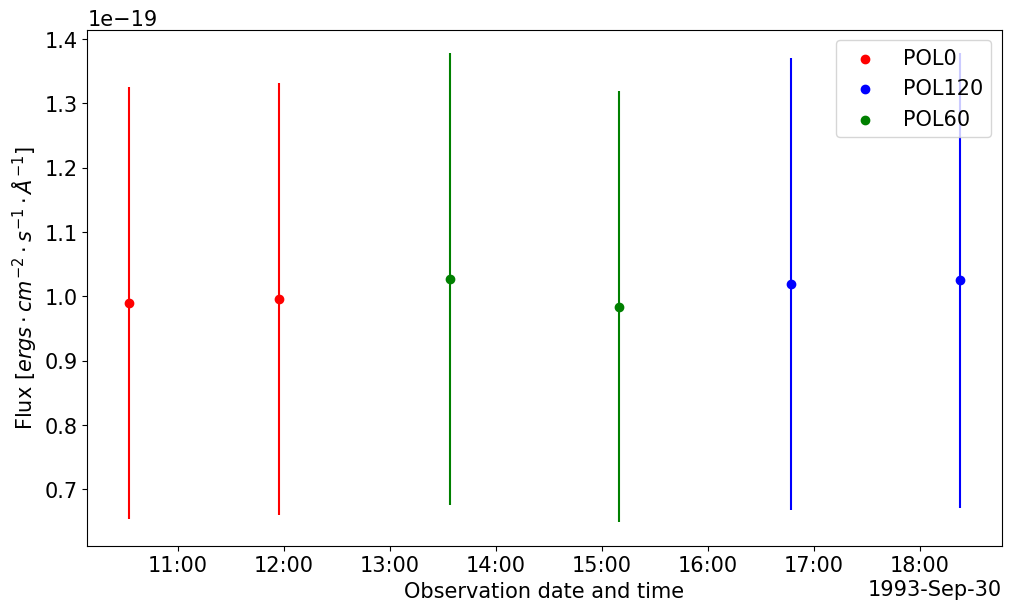 1e−19
1.4
1.3
1.2
1.1
1.0
0.9
0.8
0.7
Flux [ergs · cm⁻² · s⁻¹ · Å⁻¹]
POL0
POL120
POL60
11:00 12:00 13:00 14:00 15:00 16:00 17:00 18:00
Observation date and time
1993-Sep-30